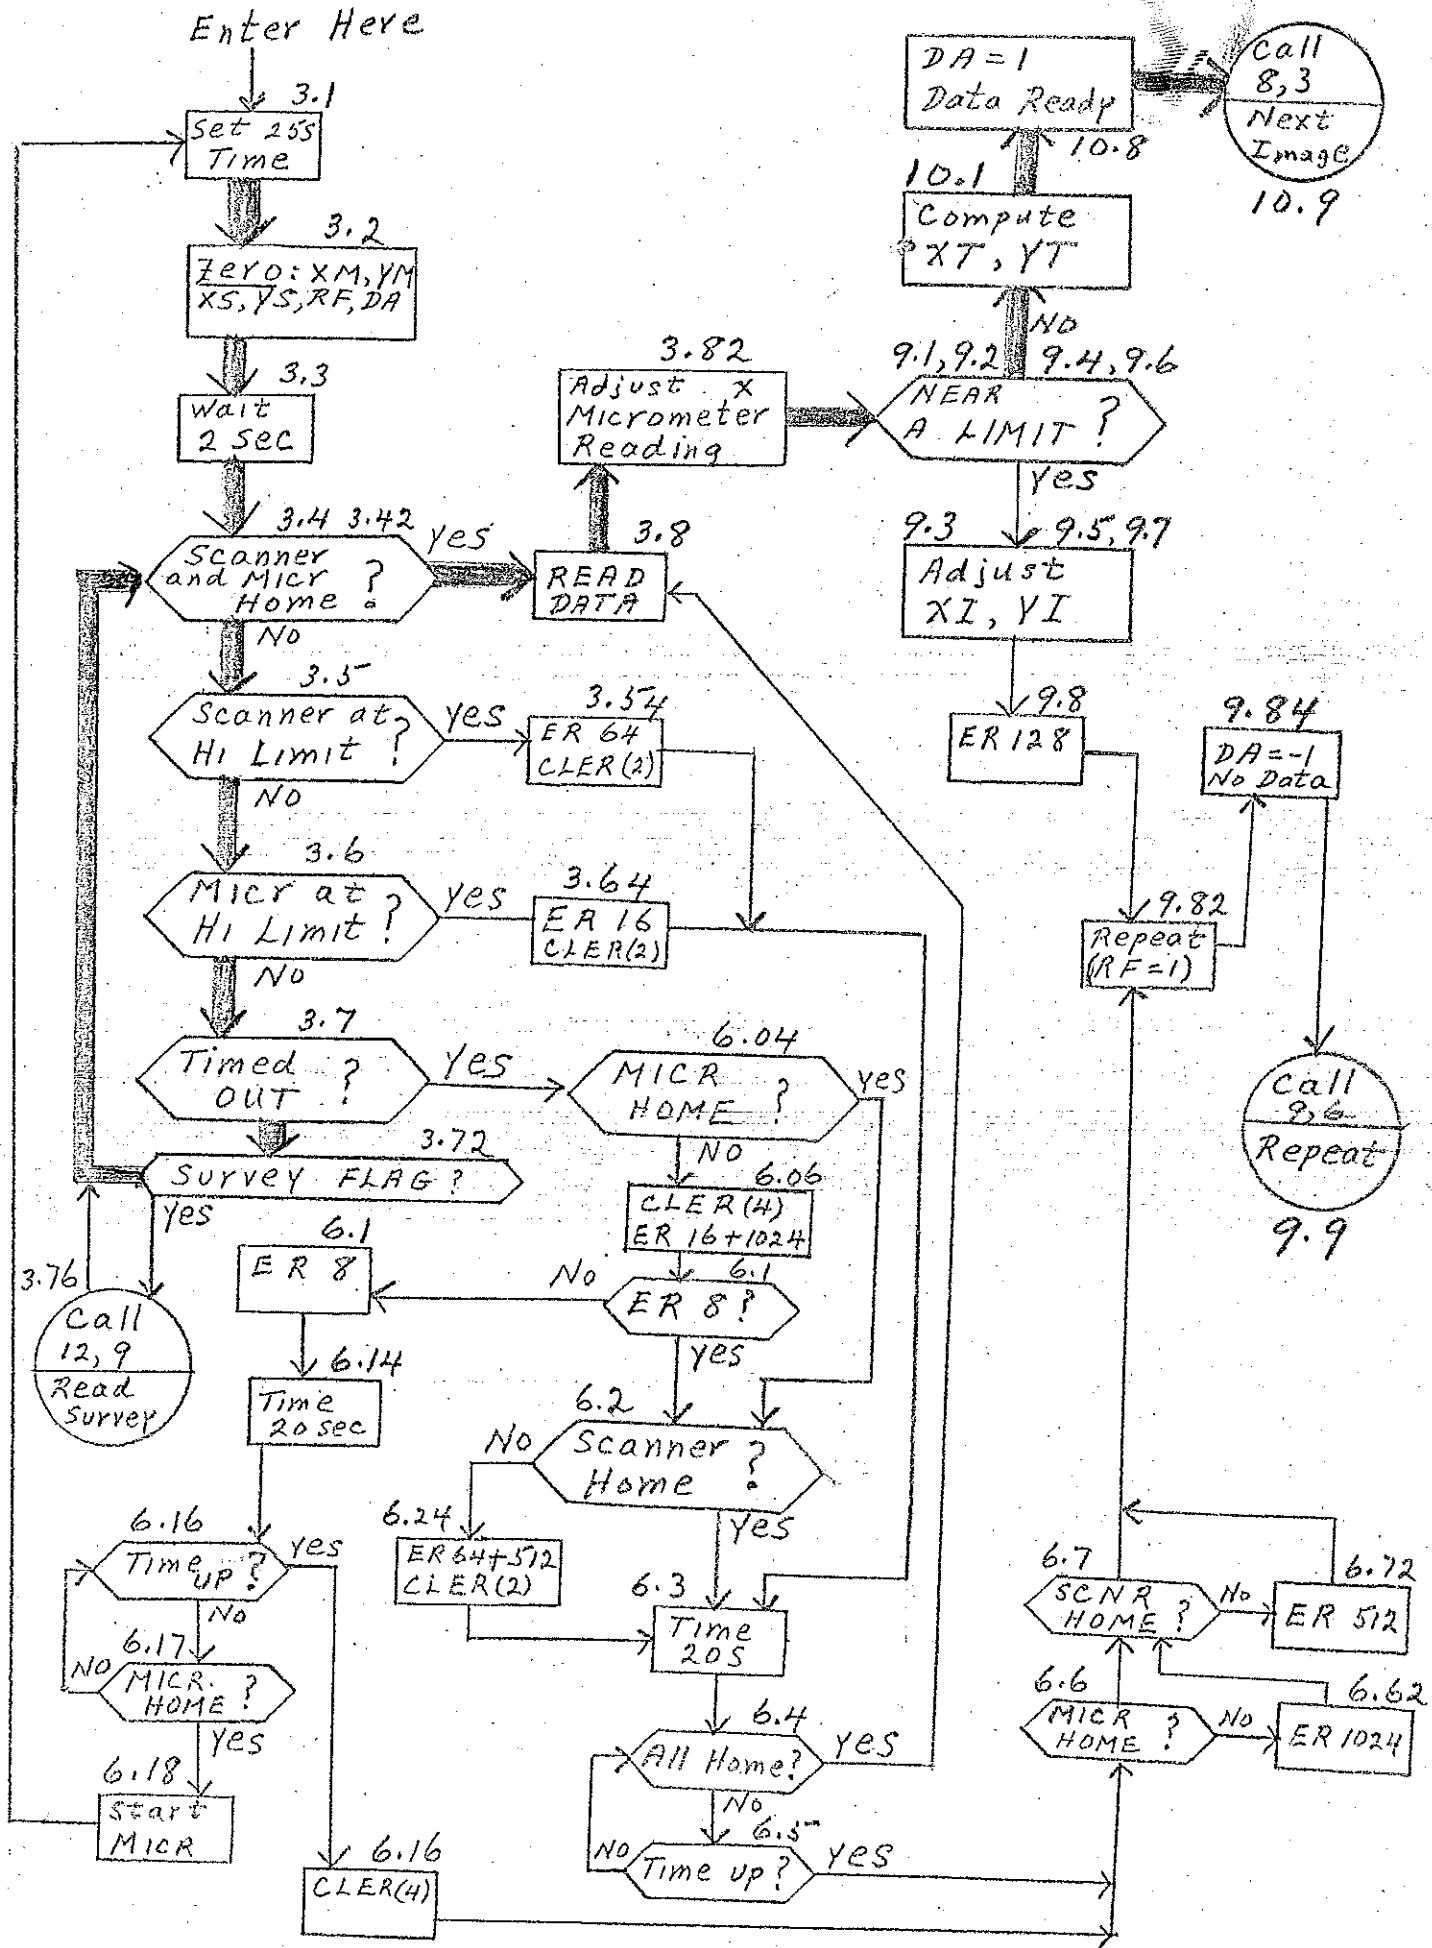 Enter Here
3.1
Set 25s
Time
3.2
Zero: XM, YM
XS, YS, RF, DA
3.3
Wait
2 sec
3.4 3.42
Scanner
and Micr
Home ?
yes
NO
3.5
Scanner at
Hi Limit ?
yes
NO
3.54
ER 64
CLER(2)
3.6
Micr at
Hi Limit ?
yes
NO
3.64
ER 16
CLER(2)
3.7
Timed
OUT ?
Yes
3.72
Survey FLAG ?
yes
3.76
Call
12, 9
Read
Survey
3.8
READ
DATA
3.82
Adjust x
Micrometer
Reading
9.1, 9.2 9.4, 9.6
NEAR
A LIMIT ?
NO
Yes
10.1
Compute
XT, YT
10.8
DA = 1
Data Ready
Call
8, 3
Next
Image
10.9
9.3 9.5, 9.7
Adjust
XI, YI
9.8
ER 128
9.84
DA = -1
No Data
9.82
Repeat
(RF = 1)
Call
8, 6
Repeat
9.9
6.04
MICR
HOME ?
yes
NO
6.06
CLER(4)
ER 16+1024
6.1
ER 8 ?
No
yes
6.1
ER 8
6.14
Time
20 sec
6.16
Time
UP ?
yes
No
6.17
MICR.
HOME ?
NO
yes
6.18
Start
MICR
6.16
CLER(4)
6.2
Scanner
Home ?
No
Yes
6.24
ER 64+512
CLER(2)
6.3
Time
20S
6.4
All Home?
Yes
No
6.5
Time up?
No
Yes
6.6
MICR
HOME ?
No
6.62
ER 1024
6.7
SCNR
HOME ?
No
6.72
ER 512